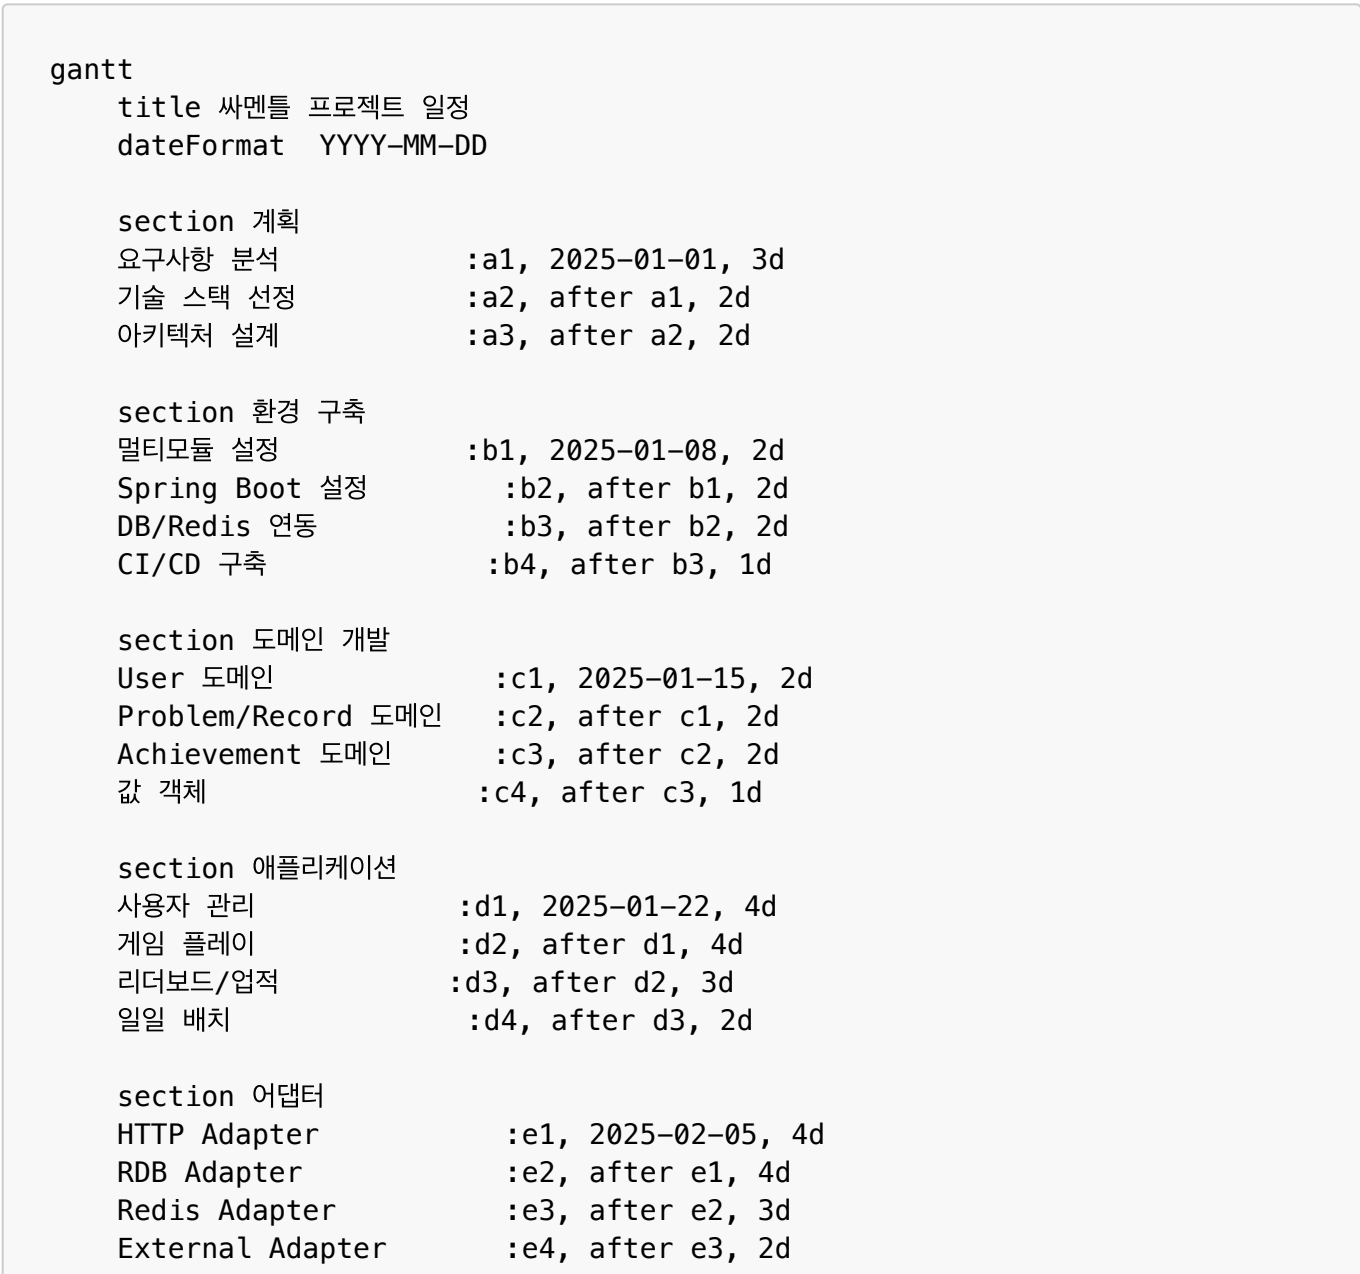 gantt
title 싸멘틀 프로젝트 일정
dateFormat  YYYY-MM-DD
section 계획
요구사항 분석           :a1, 2025-01-01, 3d
기술 스택 선정          :a2, after a1, 2d
아키텍처 설계           :a3, after a2, 2d
section 환경 구축
멀티모듈 설정           :b1, 2025-01-08, 2d
Spring Boot 설정        :b2, after b1, 2d
DB/Redis 연동           :b3, after b2, 2d
CI/CD 구축             :b4, after b3, 1d
section 도메인 개발
User 도메인             :c1, 2025-01-15, 2d
Problem/Record 도메인   :c2, after c1, 2d
Achievement 도메인      :c3, after c2, 2d
값 객체                :c4, after c3, 1d
section 애플리케이션
사용자 관리            :d1, 2025-01-22, 4d
게임 플레이            :d2, after d1, 4d
리더보드/업적          :d3, after d2, 3d
일일 배치              :d4, after d3, 2d
section 어댑터
HTTP Adapter           :e1, 2025-02-05, 4d
RDB Adapter            :e2, after e1, 4d
Redis Adapter          :e3, after e2, 3d
External Adapter       :e4, after e3, 2d